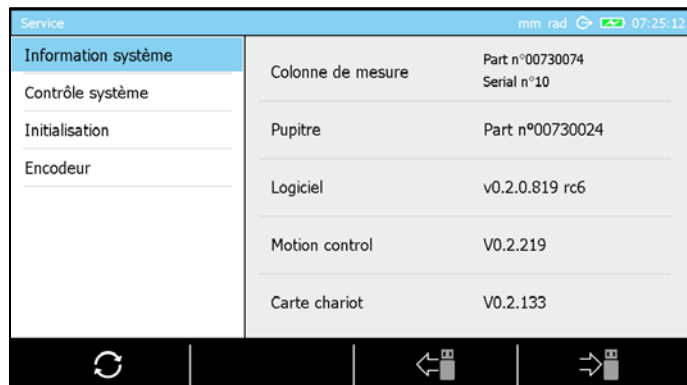 Service mm rad 07:25:12
Information système
Contrôle système
Initialisation
Encodeur
Colonne de mesure
Part n°00730074
Serial n°10
Pupitre Part nº00730024
Logiciel v0.2.0.819 rc6
Motion control V0.2.219
Carte chariot V0.2.133